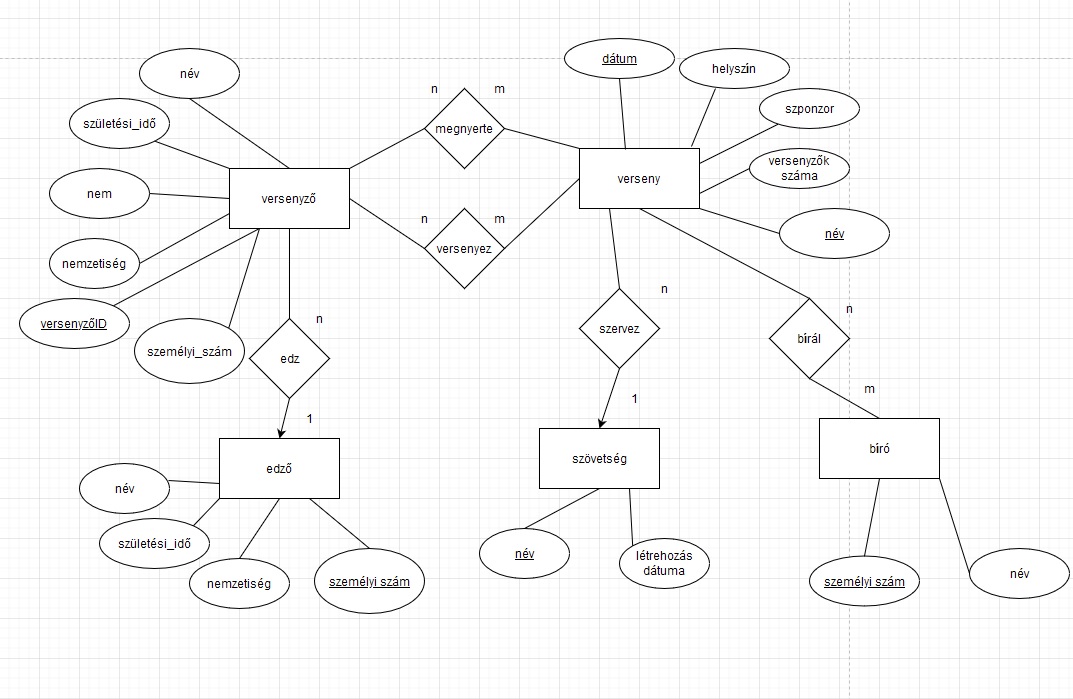 dátum
helyszín
név
n
m
szponzor
születési_idő
megnyerte
versenyzők
száma
verseny
nem
versenyző
n
m
név
versenyez
nemzetiség
n
szervez
n
versenyzőID
n
bírál
személyi_szám
edz
m
1
1
bíró
szövetség
edző
név
születési_idő
név
létrehozás
dátuma
név
nemzetiség
személyi szám
személyi szám